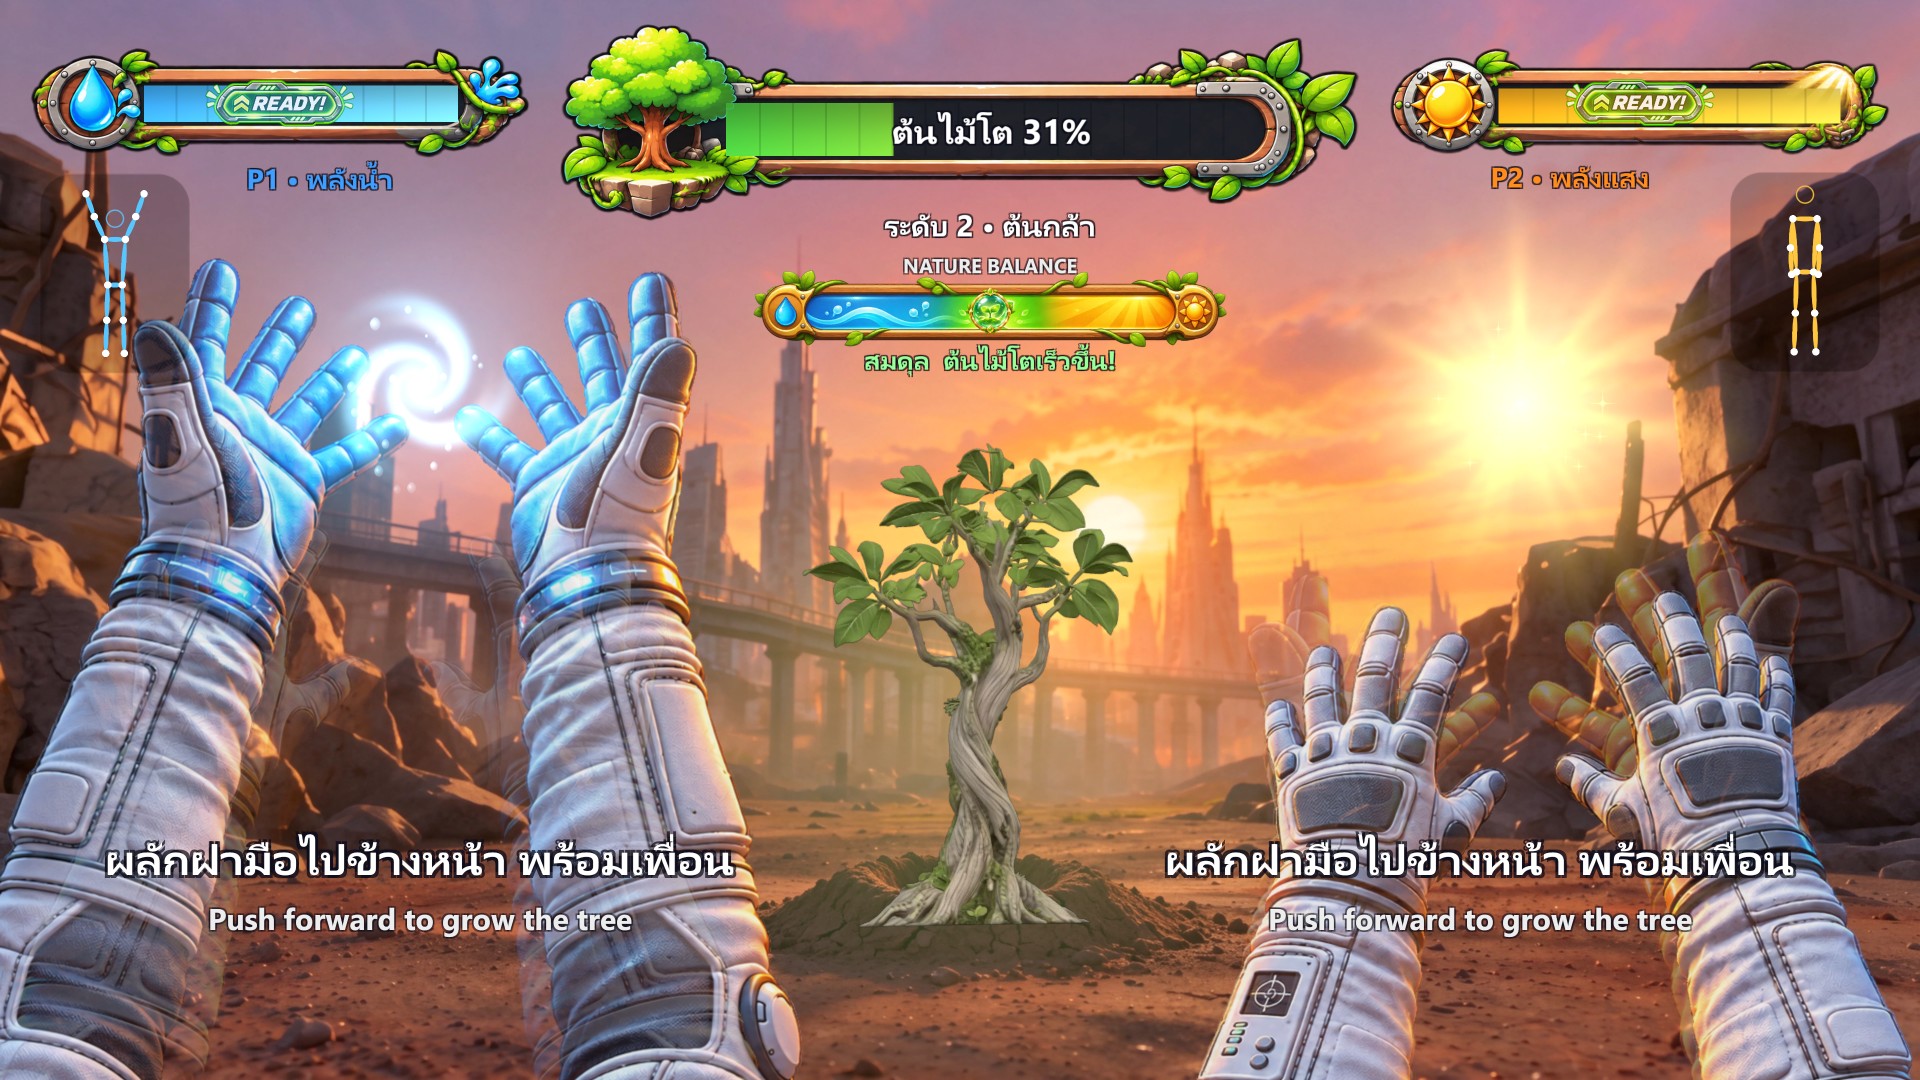 READY!
P1 • พลังน้ำ
ต้นไม้โต 31%
READY!
P2 • พลังแสง
ระดับ 2 • ต้นกล้า
NATURE BALANCE
สมดุล ต้นไม้โตเร็วขึ้น!
ผลักฝ่ามือไปข้างหน้า พร้อมเพื่อน
Push forward to grow the tree
ผลักฝ่ามือไปข้างหน้า พร้อมเพื่อน
Push forward to grow the tree